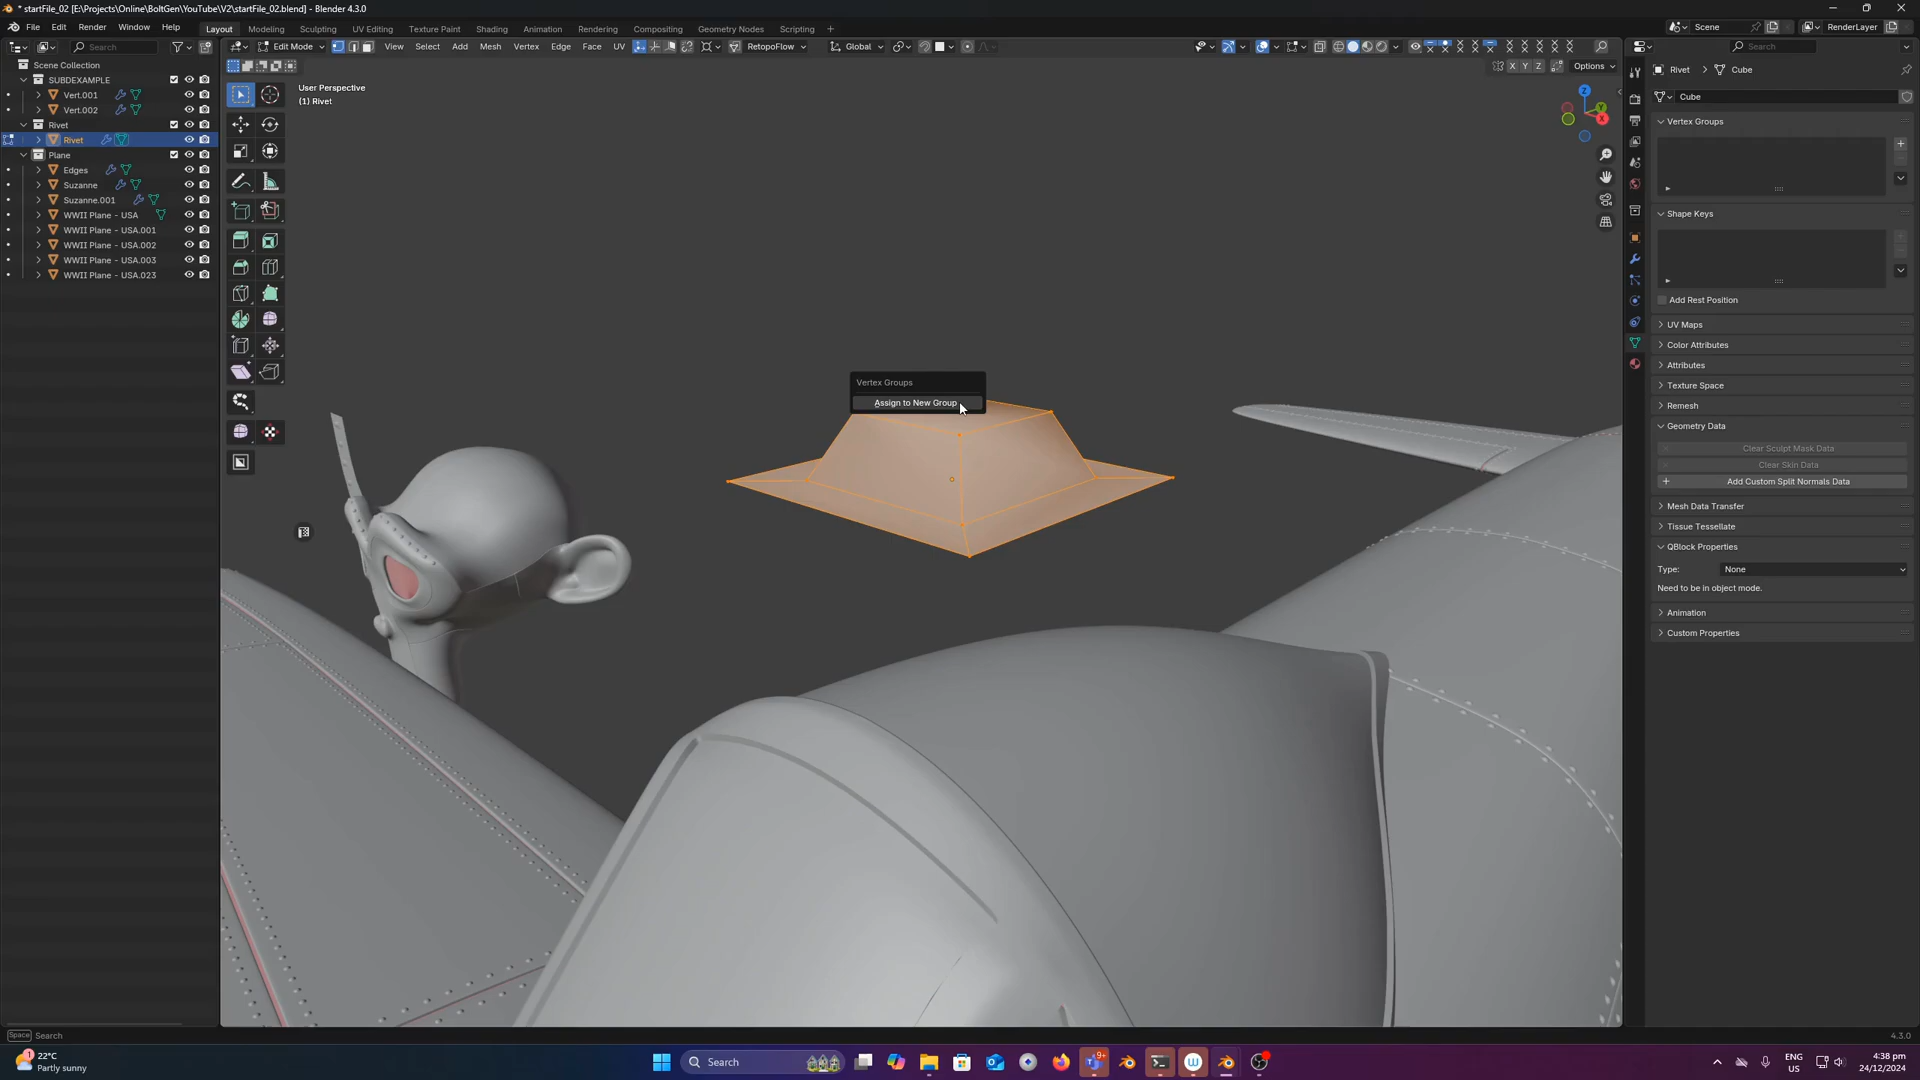 * startFile_02 [E:\Projects\Online\BoltGen\YouTube\V2\startFile_02.blend] - Blender 4.3.0
File Edit Render Window Help
Layout Modeling Sculpting UV Editing Texture Paint Shading Animation Rendering Compositing Geometry Nodes Scripting
Scene
RenderLayer
Search
Edit Mode View Select Add Mesh Vertex Edge Face UV
RetopoFlow
Global
Search
X Y Z
Options
Scene Collection
SUBDEXAMPLE
Vert.001
Vert.002
Rivet
Rivet
Plane
Edges
Suzanne
Suzanne.001
WWII Plane - USA
WWII Plane - USA.001
WWII Plane - USA.002
WWII Plane - USA.003
WWII Plane - USA.023
User Perspective
(1) Rivet
Z
Y
X
Vertex Groups
Assign to New Group
Rivet > Cube
Cube
Vertex Groups
Shape Keys
Add Rest Position
UV Maps
Color Attributes
Attributes
Texture Space
Remesh
Geometry Data
Clear Sculpt Mask Data
Clear Skin Data
Add Custom Split Normals Data
Mesh Data Transfer
Tissue Tessellate
QBlock Properties
Type: None
Need to be in object mode.
Animation
Custom Properties
Space Search
4.3.0
1
22°C
Partly sunny
Search
9+
ENG
US
4:38 pm
24/12/2024